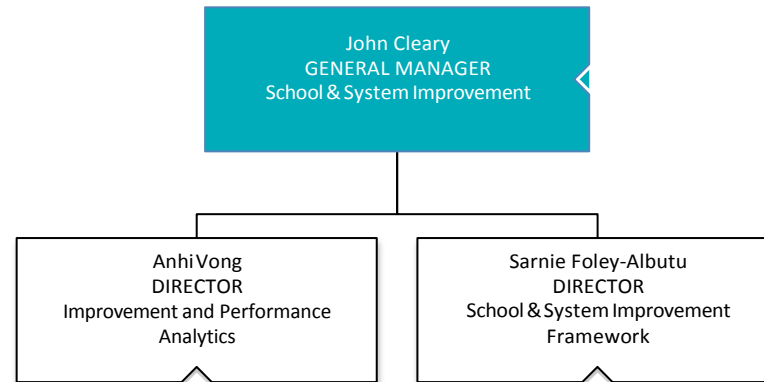 John Cleary
GENERAL MANAGER
School & System Improvement
Anhi Vong
DIRECTOR
Improvement and Performance
Analytics
Sarnie Foley-Albutu
DIRECTOR
School & System Improvement
Framework